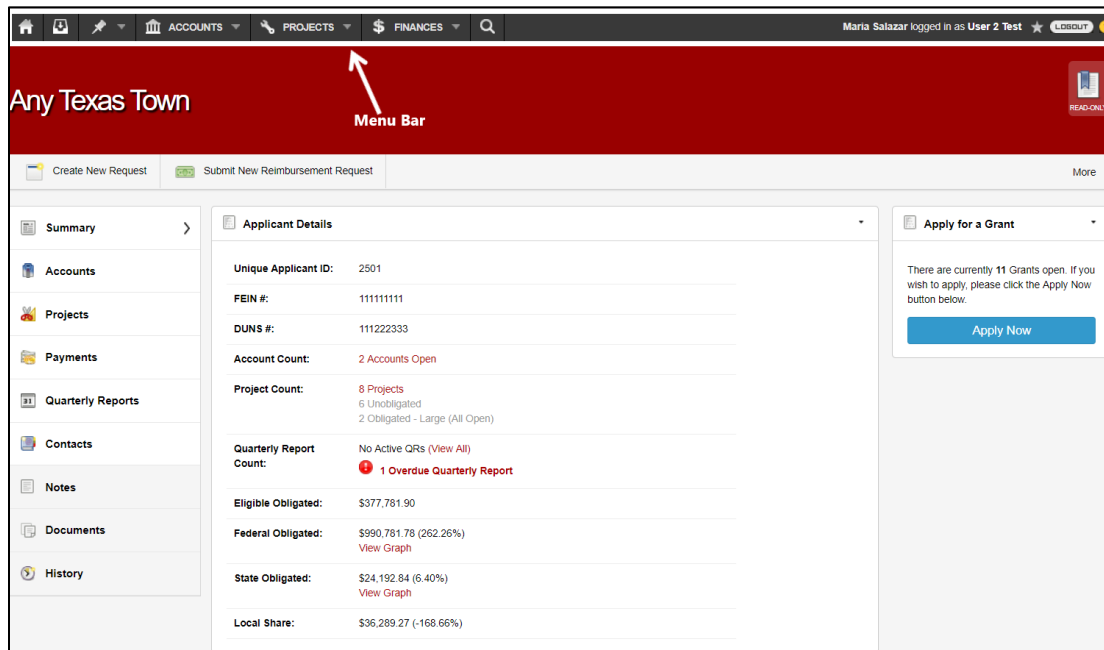 ACCOUNTS PROJECTS $ FINANCES Maria Salazar logged in as User 2 Test LOGOUT
Any Texas Town
READ-ONLY
Menu Bar
Create New Request Submit New Reimbursement Request More
Summary
Accounts
Projects
Payments
31 Quarterly Reports
Contacts
Notes
Documents
History
Applicant Details
Unique Applicant ID: 2501
FEIN #: 111111111
DUNS #: 111222333
Account Count: 2 Accounts Open
Project Count: 8 Projects
6 Unobligated
2 Obligated - Large (All Open)
Quarterly Report No Active QRs (View All)
Count:
1 Overdue Quarterly Report
Eligible Obligated: $377,781.90
Federal Obligated: $990,781.78 (262.26%)
View Graph
State Obligated: $24,192.84 (6.40%)
View Graph
Local Share: $36,289.27 (-168.66%)
Apply for a Grant
There are currently 11 Grants open. If you
wish to apply, please click the Apply Now
button below.
Apply Now